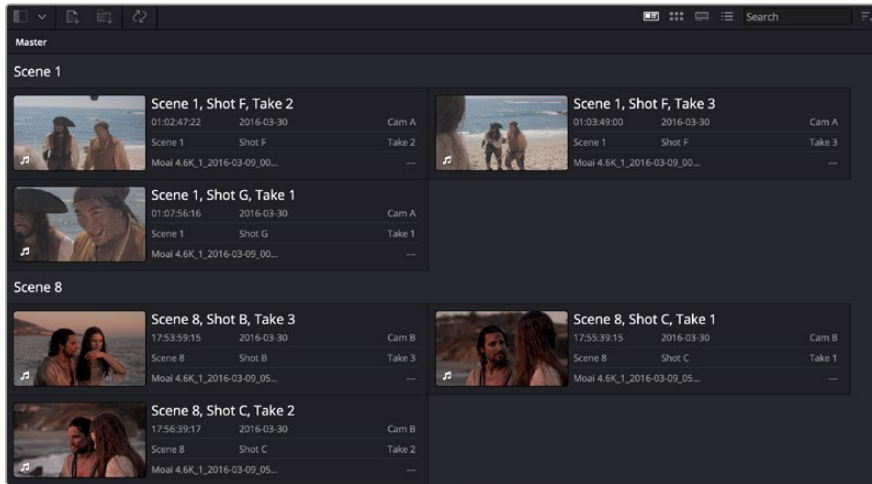 Search
Master
Scene 1
Scene 1, Shot F, Take 2
01:02:47:22 2016-03-30 Cam A
Scene 1 Shot F Take 2
Moai 4.6K_1_2016-03-09_00... ---
Scene 1, Shot F, Take 3
01:03:49:00 2016-03-30 Cam A
Scene 1 Shot F Take 3
Moai 4.6K_1_2016-03-09_00... ---
Scene 1, Shot G, Take 1
01:07:56:16 2016-03-30 Cam A
Scene 1 Shot G Take 1
Moai 4.6K_1_2016-03-09_00... ---
Scene 8
Scene 8, Shot B, Take 3
17:53:59:15 2016-03-30 Cam B
Scene 8 Shot B Take 3
Moai 4.6K_1_2016-03-09_05... ---
Scene 8, Shot C, Take 1
17:55:39:15 2016-03-30 Cam B
Scene 8 Shot C Take 1
Moai 4.6K_1_2016-03-09_05... ---
Scene 8, Shot C, Take 2
17:56:39:17 2016-03-30 Cam B
Scene 8 Shot C Take 2
Moai 4.6K_1_2016-03-09_05... ---